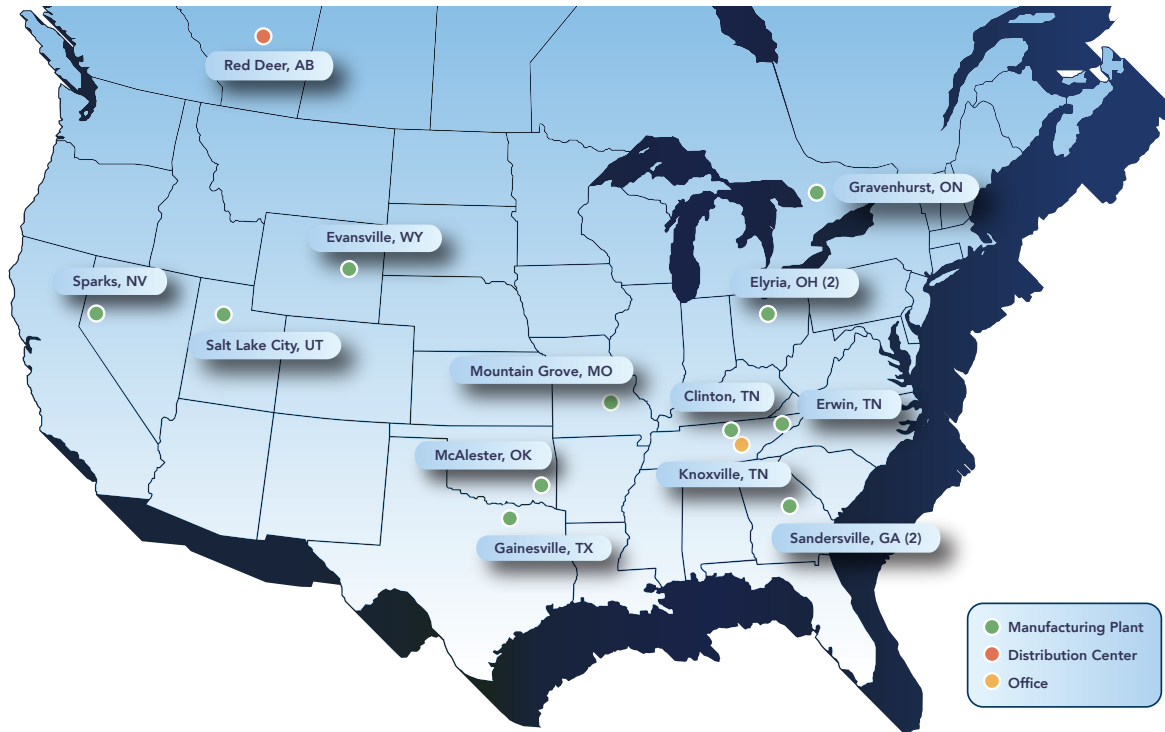 Red Deer, AB
Gravenhurst, ON
Evansville, WY
Sparks, NV
Elyria, OH (2)
Salt Lake City, UT
Mountain Grove, MO
Clinton, TN
Erwin, TN
McAlester, OK
Knoxville, TN
Sandersville, GA (2)
Gainesville, TX
Manufacturing Plant
Distribution Center
Office